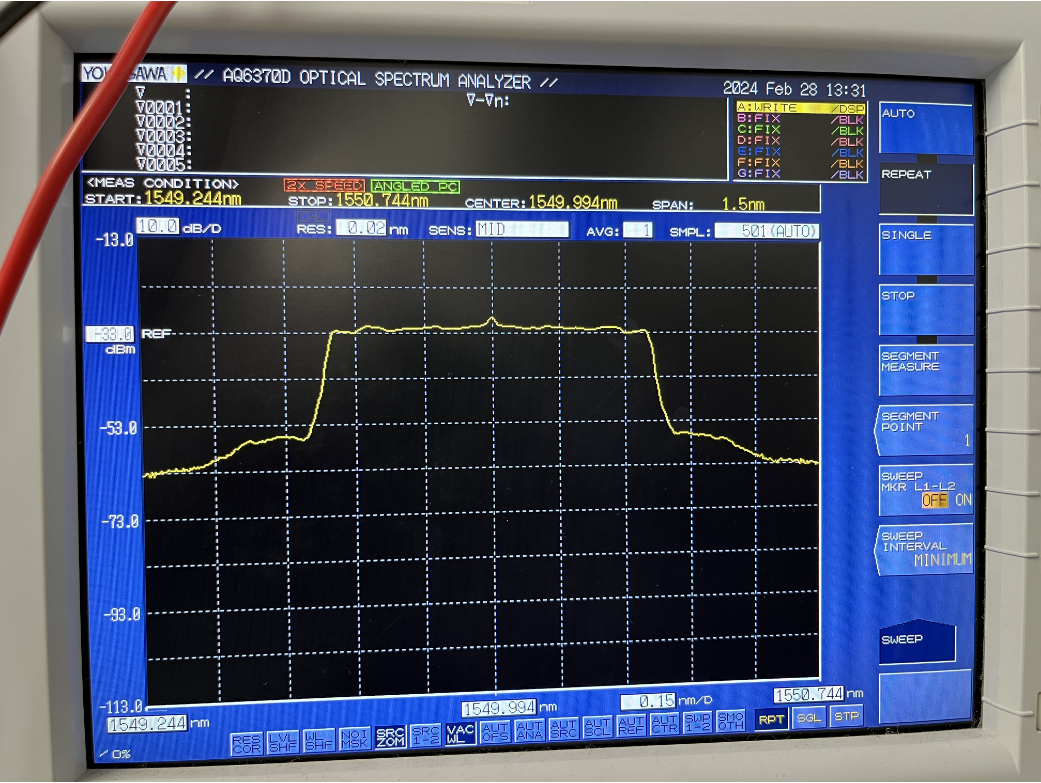 // AQ6370D OPTICAL SPECTRUM ANALYZER //
2024 Feb 28 13:31
∇ :
∇0001:
∇0002:
∇0003:
∇0004:
∇0005:
∇-∇n:
A:WRITE /DSP
B:FIX /BLK
C:FIX /BLK
D:FIX /BLK
E:FIX /BLK
F:FIX /BLK
G:FIX /BLK
<MEAS CONDITION> 2X SPEED ANGLED PC
START:1549.244nm STOP:1550.744nm CENTER:1549.994nm SPAN: 1.5nm
10.0 dB/D RES: 0.02 nm SENS: MID AVG: 1 SMPL: 501(AUTO)
-13.0
-33.0 REF
dBm
-53.0
-73.0
-93.0
-113.0
1549.244 nm 1549.994 nm 0.15 nm/D 1550.744 nm
RES COR
LVL SHF
WL SHF
NOI MSK
SRC ZOM
SRC 1-2
VAC WL
AUT OFS
AUT ANA
AUT SRC
AUT SCL
AUT REF
AUT CTR
SWP 1-2
SMO OTH
RPT
SGL
STP
/ 0%
AUTO
REPEAT
SINGLE
STOP
SEGMENT
MEASURE
SEGMENT
POINT
1
SWEEP
MKR L1-L2
OFF ON
SWEEP
INTERVAL
MINIMUM
SWEEP